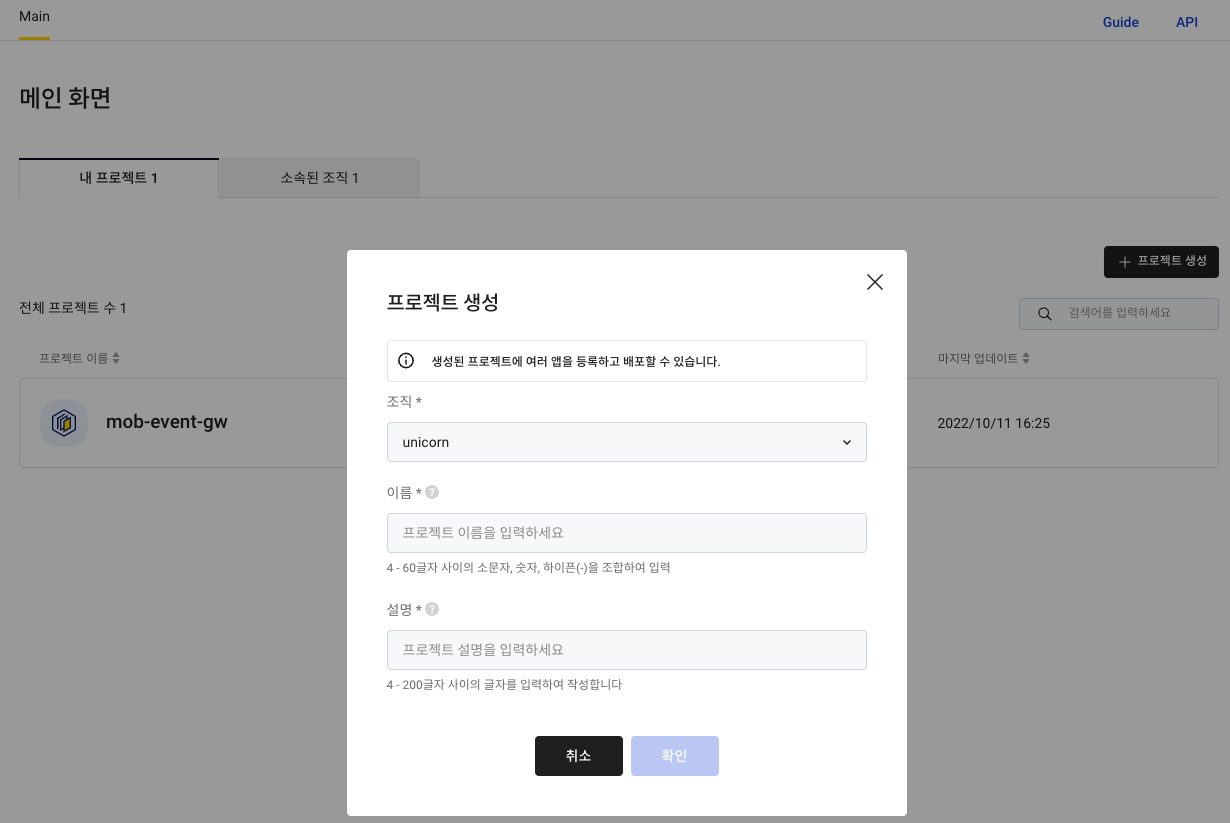 Main
Guide
API
메인 화면
내 프로젝트 1
소속된 조직 1
프로젝트 생성
전체 프로젝트 수 1
검색어를 입력하세요
프로젝트 이름
마지막 업데이트
mob-event-gw
2022/10/11 16:25
프로젝트 생성
생성된 프로젝트에 여러 앱을 등록하고 배포할 수 있습니다.
조직 *
unicorn
이름 * ?
프로젝트 이름을 입력하세요
4 - 60글자 사이의 소문자, 숫자, 하이픈(-)을 조합하여 입력
설명 * ?
프로젝트 설명을 입력하세요
4 - 200글자 사이의 글자를 입력하여 작성합니다
취소
확인